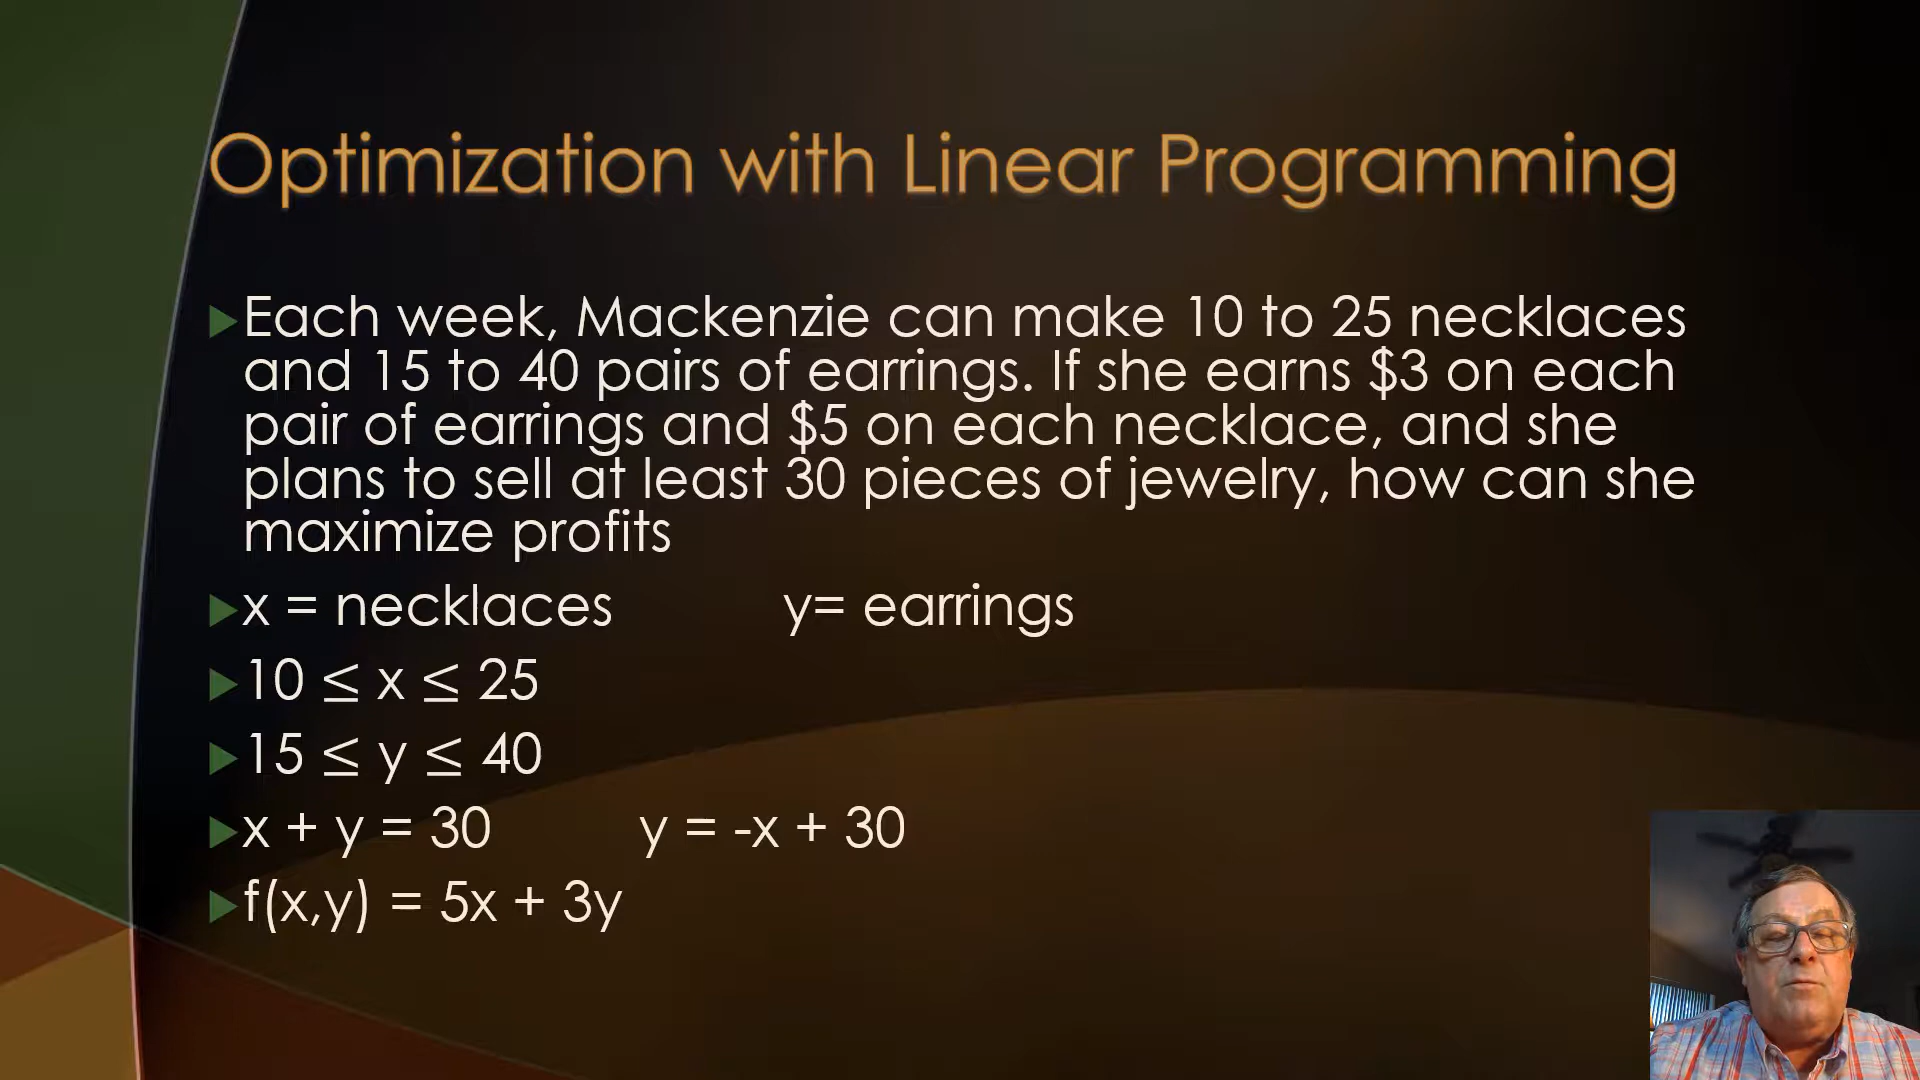 Optimization with Linear Programming
Each week, Mackenzie can make 10 to 25 necklaces
and 15 to 40 pairs of earrings. If she earns $3 on each
pair of earrings and $5 on each necklace, and she
plans to sell at least 30 pieces of jewelry, how can she
maximize profits
x = necklaces y= earrings
10 ≤ x ≤ 25
15 ≤ y ≤ 40
x + y = 30 y = -x + 30
f(x,y) = 5x + 3y